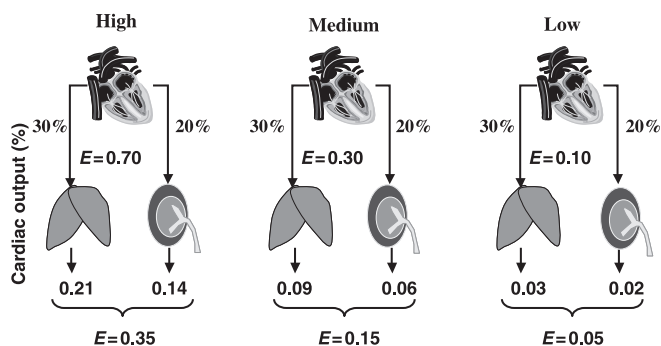 High Medium Low
30% 20% 30% 20% 30% 20%
E=0.70 E=0.30 E=0.10
Cardiac output (%)
0.21 0.14 0.09 0.06 0.03 0.02
E=0.35 E=0.15 E=0.05